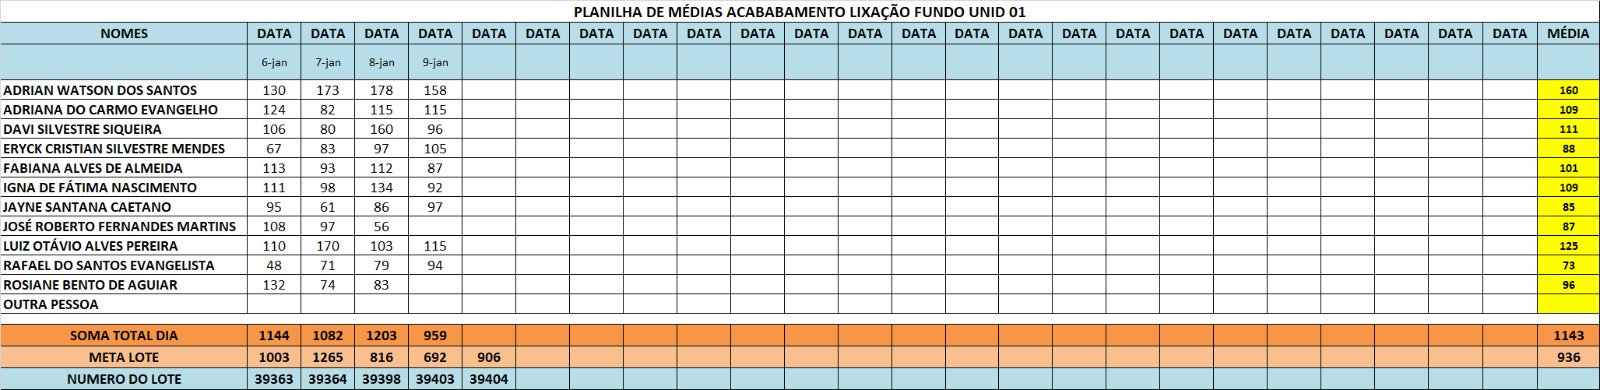 PLANILHA DE MÉDIAS ACABABAMENTO LIXAÇÃO FUNDO UNID 01
NOMES DATA DATA DATA DATA DATA DATA DATA DATA DATA DATA DATA DATA DATA DATA DATA DATA DATA DATA DATA DATA DATA DATA DATA DATA MÉDIA
6-jan 7-jan 8-jan 9-jan
ADRIAN WATSON DOS SANTOS 130 173 178 158 160
ADRIANA DO CARMO EVANGELHO 124 82 115 115 109
DAVI SILVESTRE SIQUEIRA 106 80 160 96 111
ERYCK CRISTIAN SILVESTRE MENDES 67 83 97 105 88
FABIANA ALVES DE ALMEIDA 113 93 112 87 101
IGNA DE FÁTIMA NASCIMENTO 111 98 134 92 109
JAYNE SANTANA CAETANO 95 61 86 97 85
JOSÉ ROBERTO FERNANDES MARTINS 108 97 56 87
LUIZ OTÁVIO ALVES PEREIRA 110 170 103 115 125
RAFAEL DO SANTOS EVANGELISTA 48 71 79 94 73
ROSIANE BENTO DE AGUIAR 132 74 83 96
OUTRA PESSOA
SOMA TOTAL DIA 1144 1082 1203 959 1143
META LOTE 1003 1265 816 692 906 936
NUMERO DO LOTE 39363 39364 39398 39403 39404